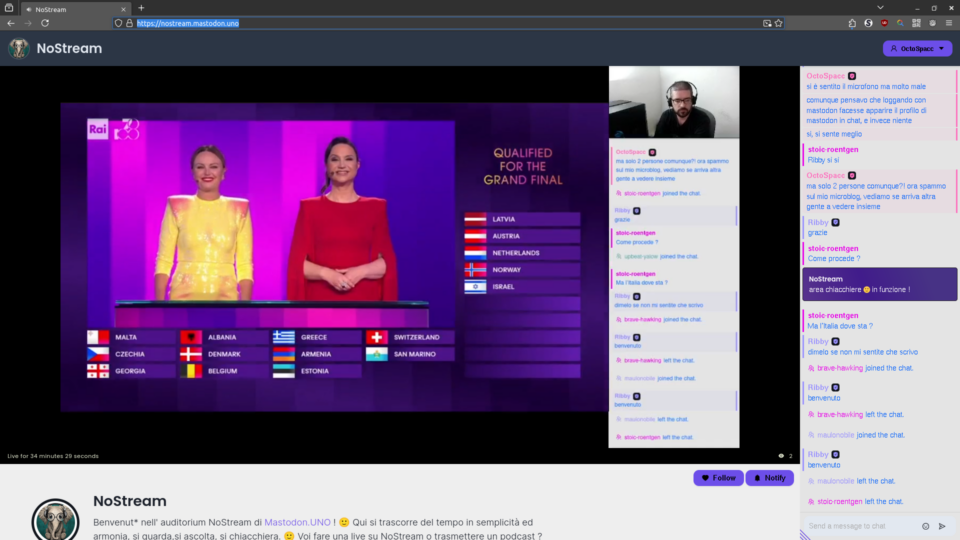 NoStream
https://nostream.mastodon.uno
NoStream
OctoSpace
Rai
QUALIFIED
FOR THE
GRAND FINAL
LATVIA
AUSTRIA
NETHERLANDS
NORWAY
ISRAEL
MALTA
ALBANIA
GREECE
SWITZERLAND
CZECHIA
DENMARK
ARMENIA
SAN MARINO
GEORGIA
BELGIUM
ESTONIA
OctoSpace
ma solo 2 persone comunque?! ora spammo
sul mio microblog, vediamo se arriva altra
gente a vedere insieme
stoic-roentgen joined the chat.
Ribby
grazie
stoic-roentgen
Come procede ?
joined the chat.
stoic-roentgen
Ma l'Italia dove sta ?
Ribby
dimelo se non mi sentite che scrivo
brave-hawking joined the chat.
Ribby
benvenuto
brave-hawking left the chat.
maulonobile joined the chat.
Ribby
benvenuto
maulonobile left the chat.
stoic-roentgen left the chat.
OctoSpace
si è sentito il microfono ma molto male
comunque pensavo che loggando con
mastodon facesse apparire il profilo di
mastodon in chat, e invece niente
si, si sente meglio
stoic-roentgen
Ribby si si
OctoSpace
ma solo 2 persone comunque?! ora spammo
sul mio microblog, vediamo se arriva altra
gente a vedere insieme
Ribby
grazie
stoic-roentgen
Come procede ?
NoStream
area chiacchiere 🙂 in funzione !
stoic-roentgen
Ma l'Italia dove sta ?
Ribby
dimelo se non mi sentite che scrivo
brave-hawking joined the chat.
Ribby
benvenuto
brave-hawking left the chat.
maulonobile joined the chat.
Ribby
benvenuto
maulonobile left the chat.
stoic-roentgen left the chat.
Send a message to chat
Live for 34 minutes 29 seconds
2
Follow
Notify
NoStream
Benvenut* nell' auditorium NoStream di Mastodon.UNO ! 🙂 Qui si trascorre del tempo in semplicità ed
armonia, si guarda,si ascolta, si chiacchiera. 🙂 Voi fare una live su NoStream o trasmettere un podcast ?